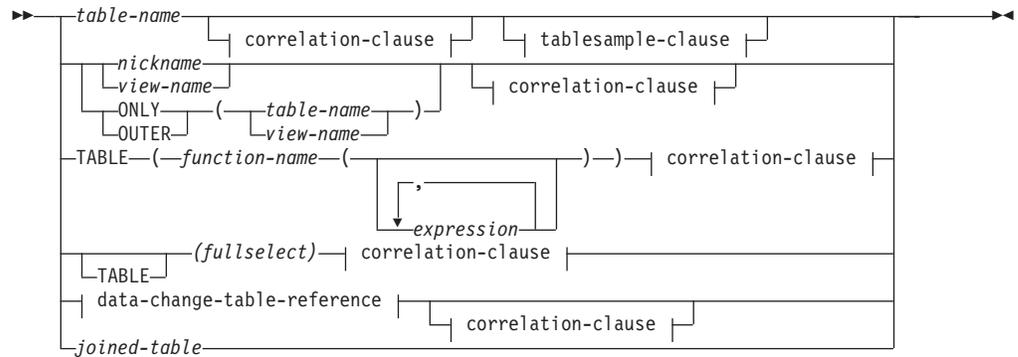 table-name
correlation-clause tablesample-clause
nickname
view-name correlation-clause
ONLY ( table-name )
OUTER view-name
TABLE ( function-name ( ) ) correlation-clause
,
expression
(fullselect) correlation-clause
TABLE
data-change-table-reference
correlation-clause
joined-table